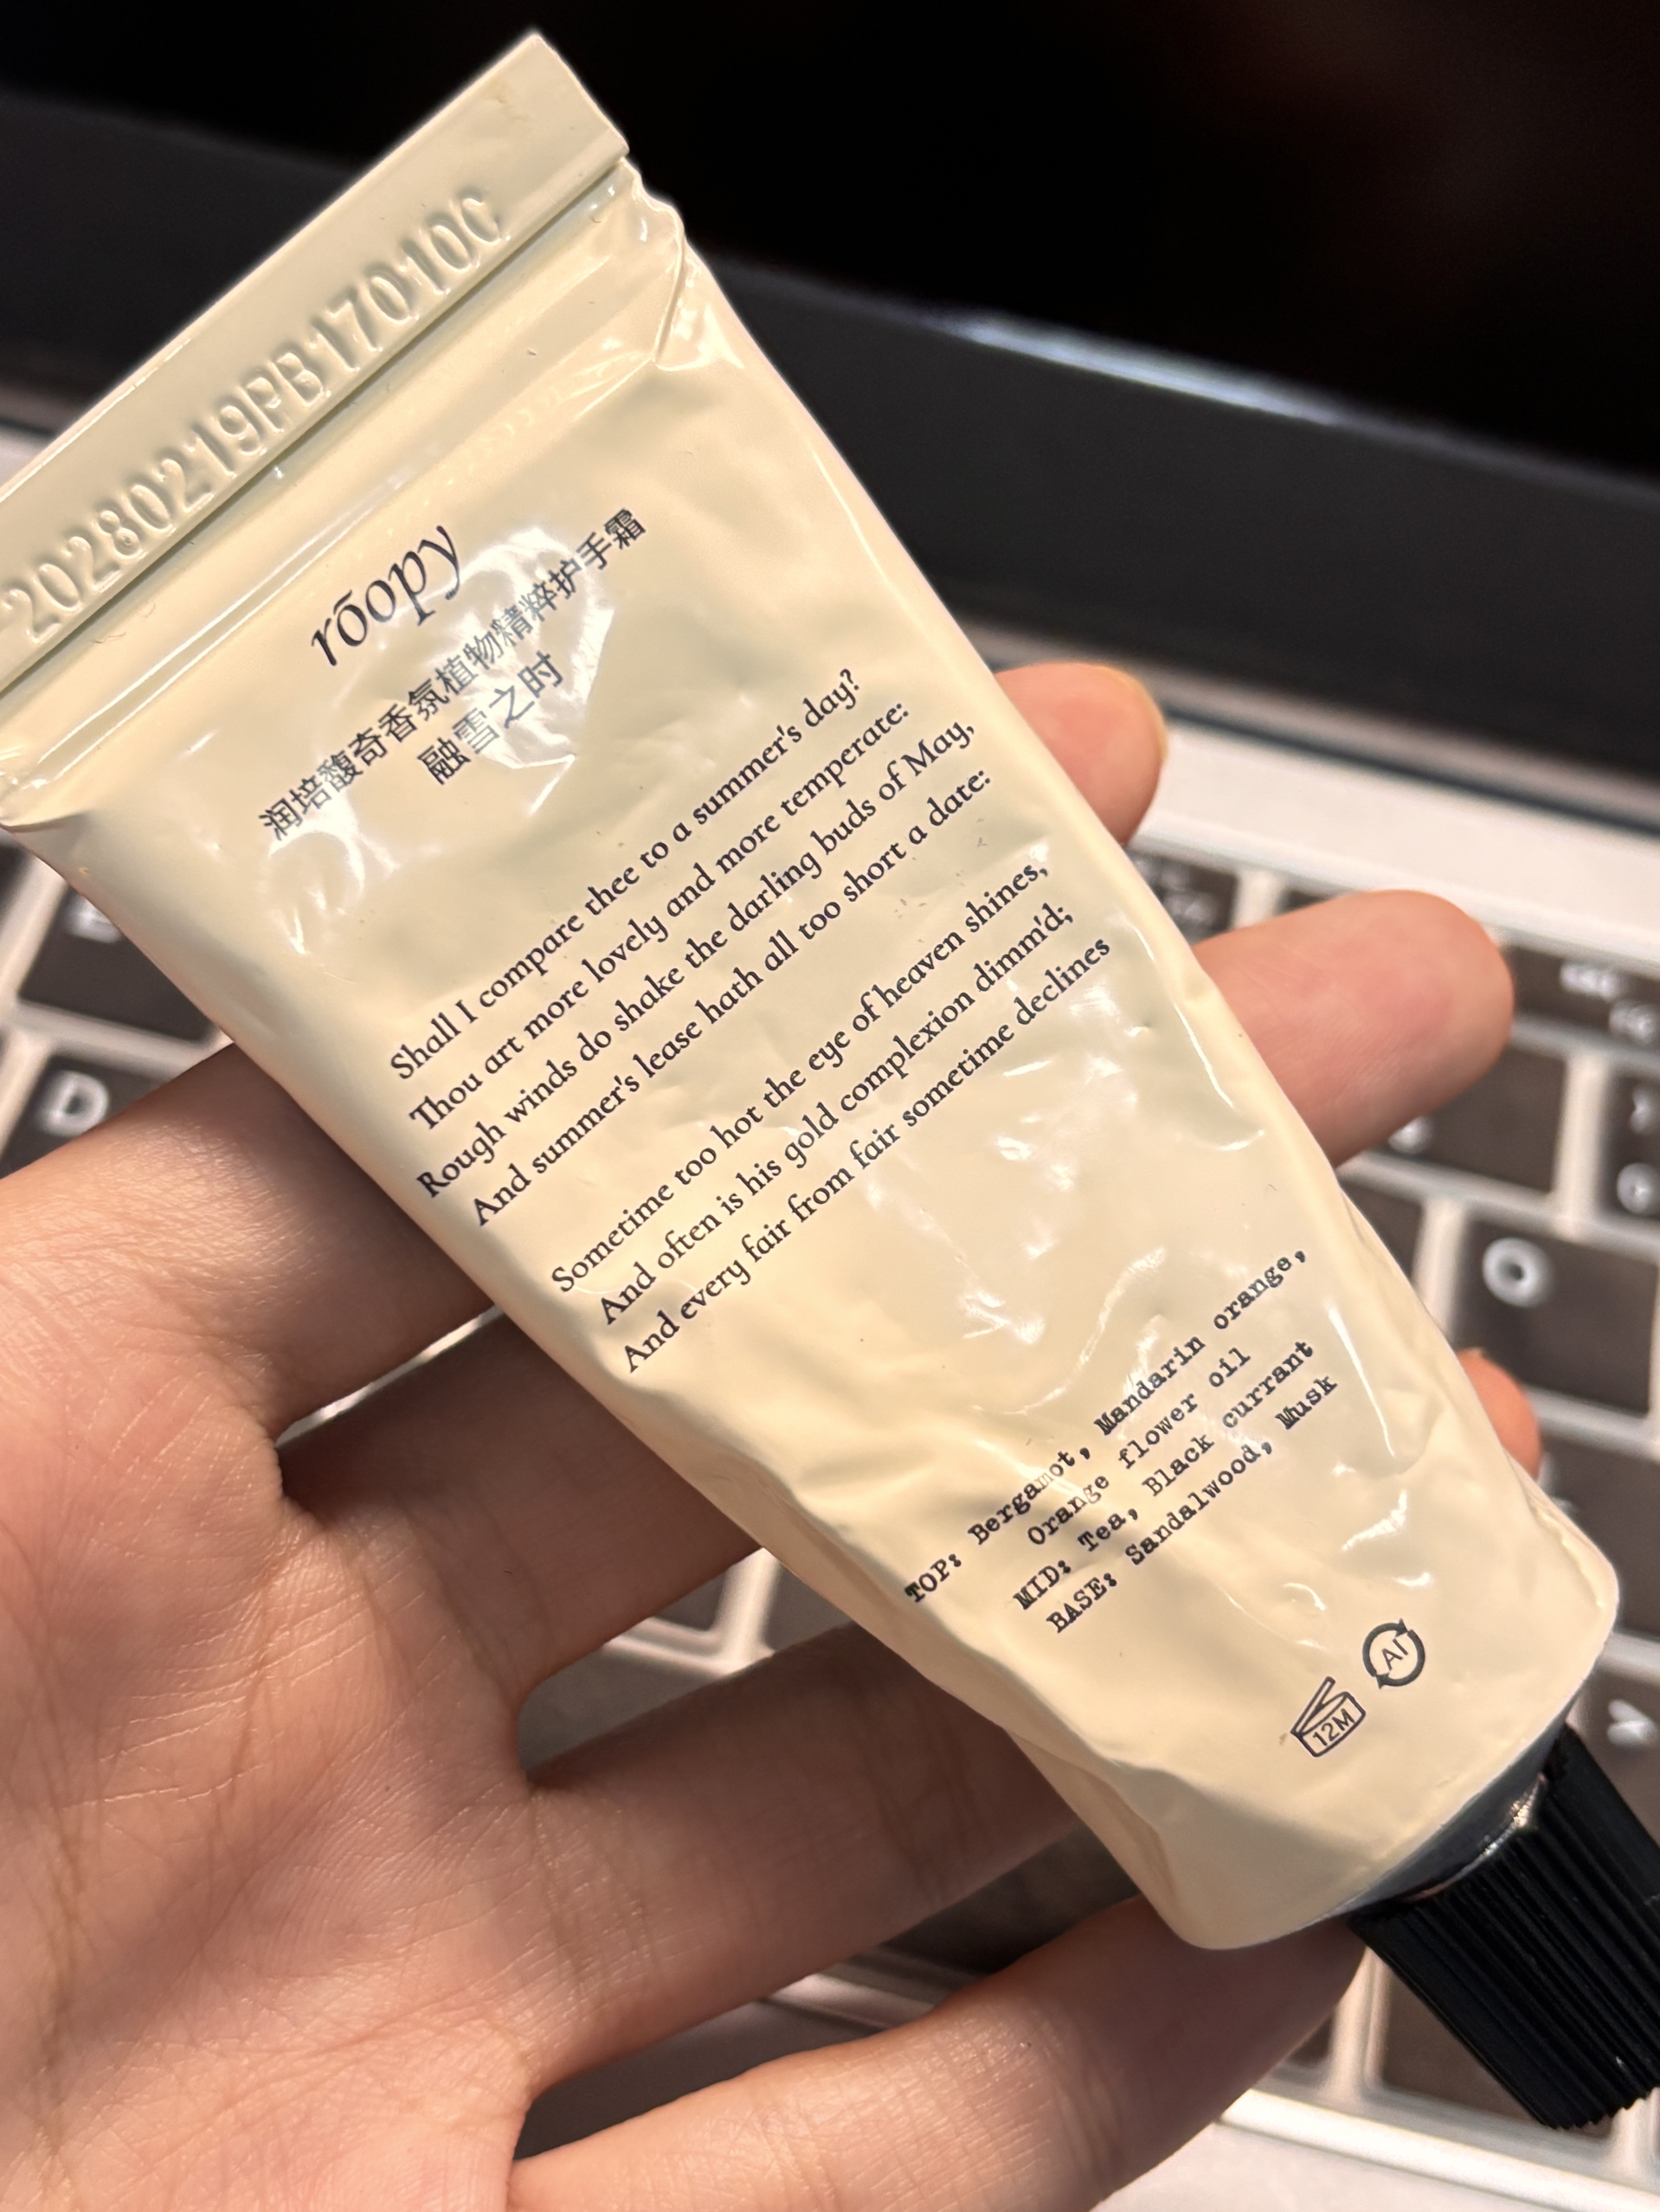 20280219PB17010C
rōopy
润培馥奇香氛植物精粹护手霜
融雪之时
Shall I compare thee to a summer's day?
Thou art more lovely and more temperate:
Rough winds do shake the darling buds of May,
And summer's lease hath all too short a date:
Sometime too hot the eye of heaven shines,
And often is his gold complexion dimm'd;
And every fair from fair sometime declines
TOP: Bergamot, Mandarin orange,
Orange flower oil
MID: Tea, Black currant
BASE: Sandalwood, Musk
12M
Al
D
O